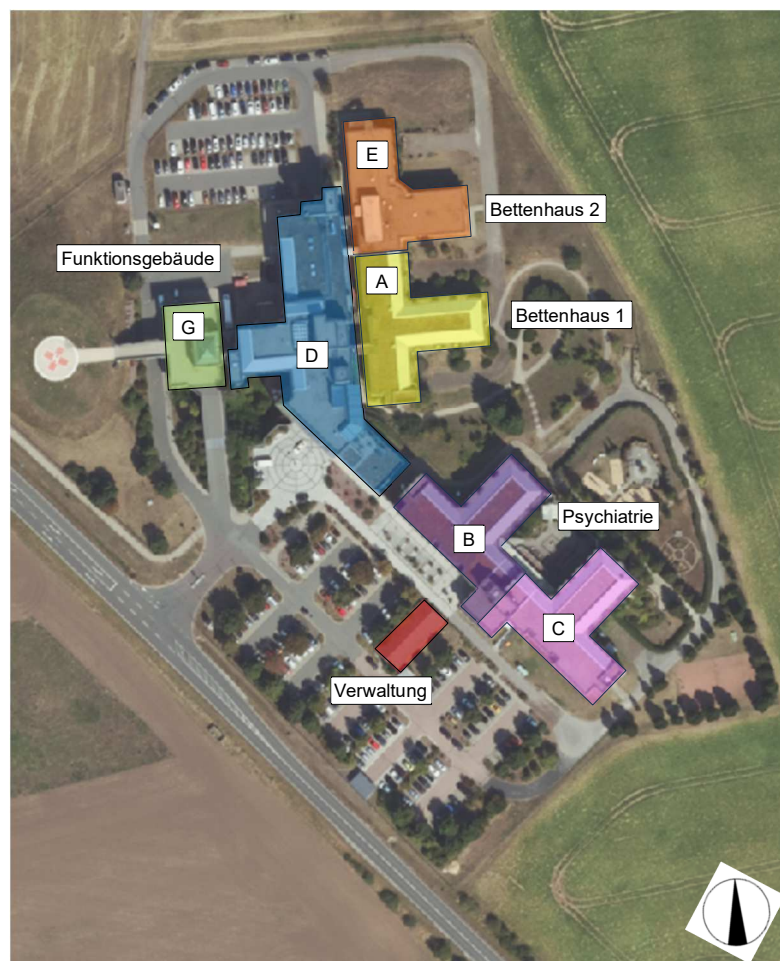 E
Bettenhaus 2
Funktionsgebäude
A
Bettenhaus 1
G
D
Psychiatrie
B
C
Verwaltung